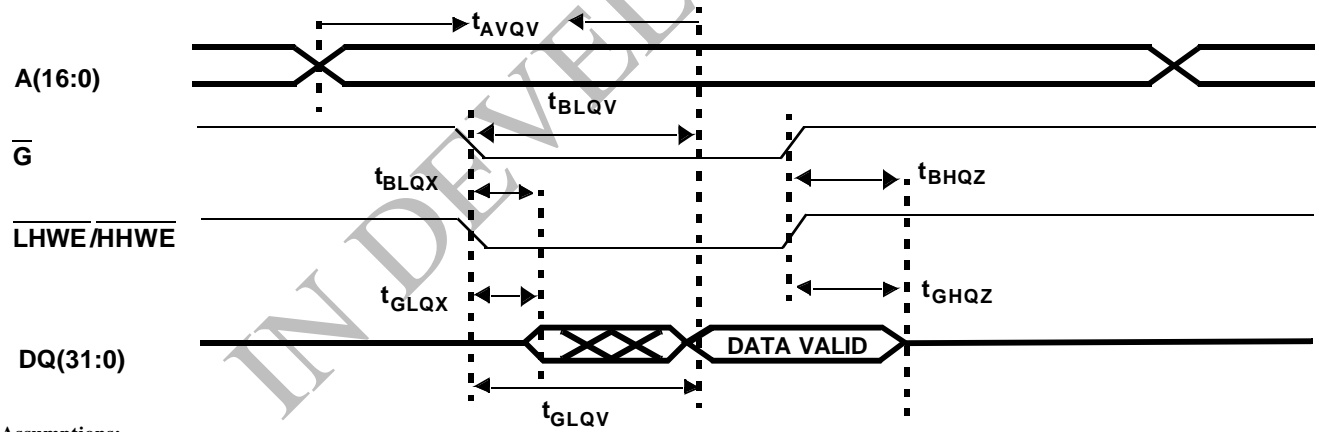 tAVQV
A(16:0)
tBLQV
G
tBLQX
tBHQZ
LHWE/HHWE
tGLQX
tGHQZ
DQ(31:0)
DATA VALID
tGLQV
IN DEVEL
Assumptions: